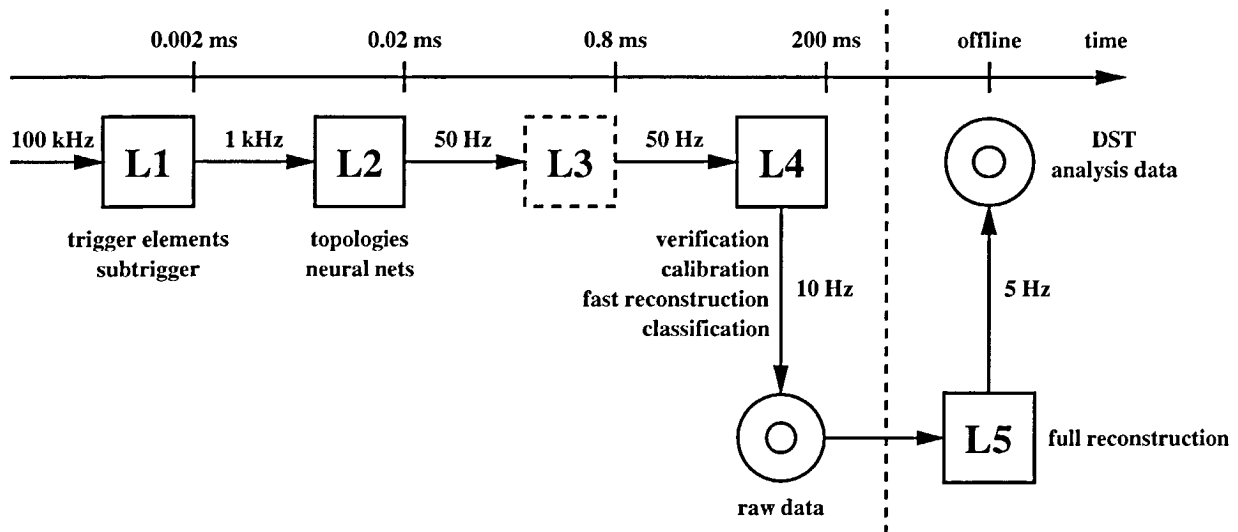 0.002 ms 0.02 ms 0.8 ms 200 ms offline time
100 kHz L1 1 kHz L2 50 Hz L3 50 Hz L4
DST
analysis data
trigger elements
subtrigger
topologies
neural nets
verification
calibration
fast reconstruction
classification
10 Hz
5 Hz
L5 full reconstruction
raw data